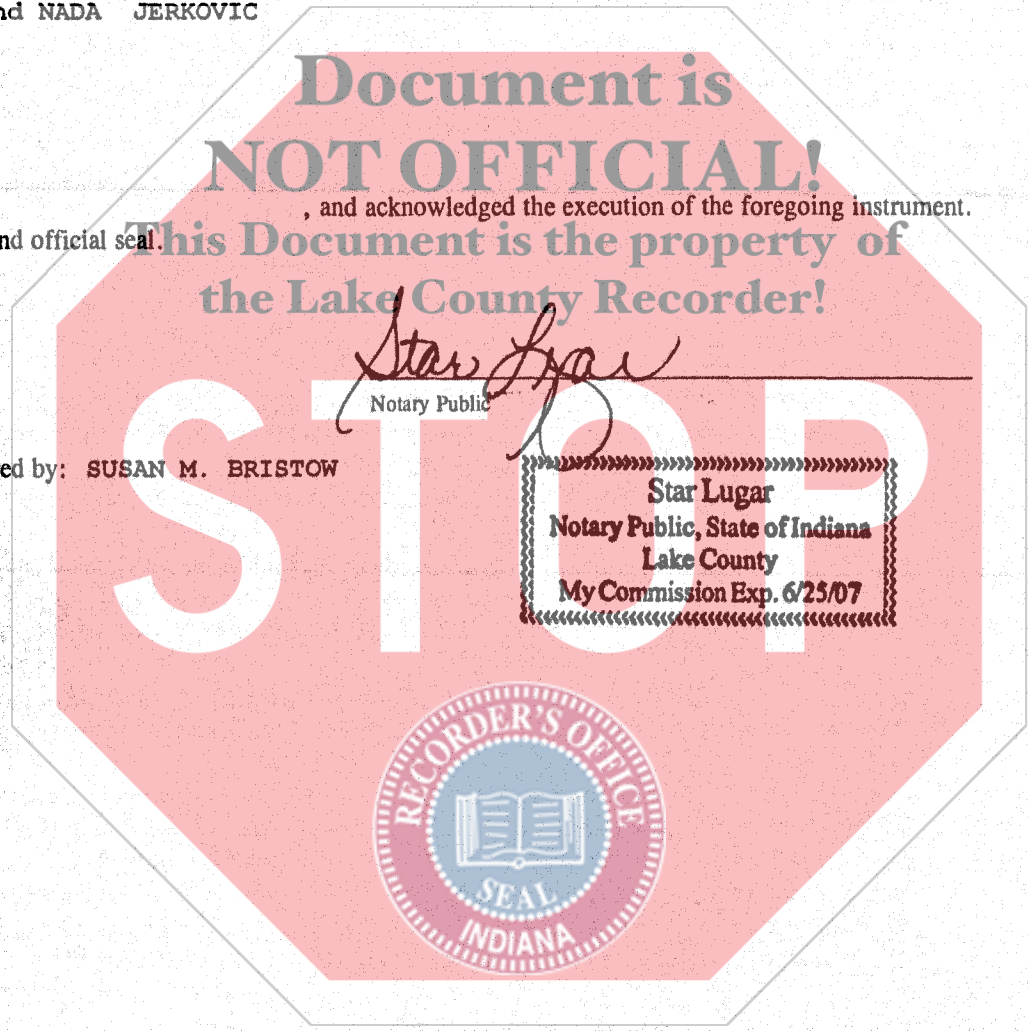 nd NADA JERKOVIC
Document is
NOT OFFICIAL!
, and acknowledged the execution of the foregoing instrument.
nd official seal.
This Document is the property of
the Lake County Recorder!
Star Lugar
Notary Public
ed by: SUSAN M. BRISTOW
STOP
Star Lugar
Notary Public, State of Indiana
Lake County
My Commission Exp. 6/25/07
RECORDER'S OFFICE
SEAL
INDIANA